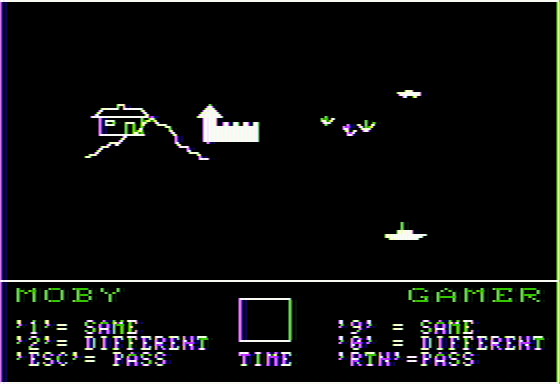 MOBY
GAMER
'1'= SAME
'2'= DIFFERENT
'ESC'= PASS
TIME
'9' = SAME
'0' = DIFFERENT
'RTN'=PASS